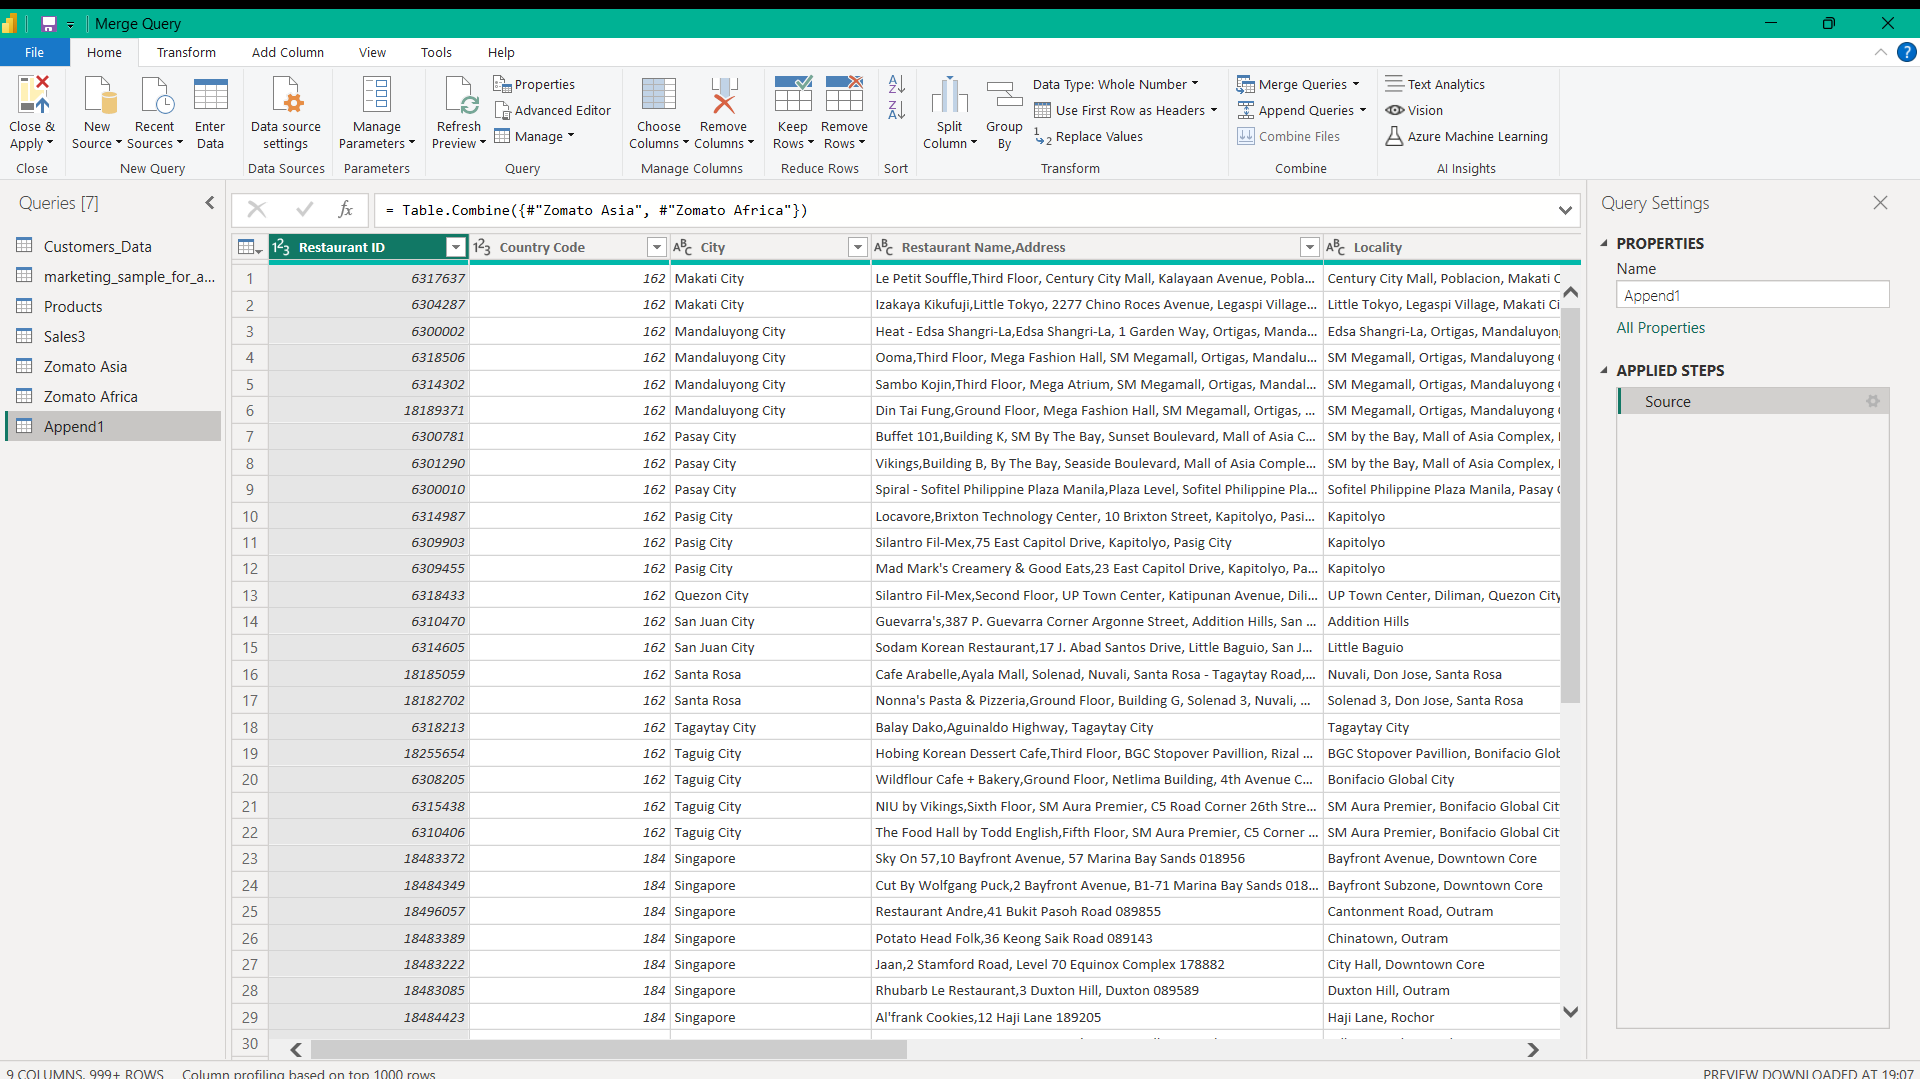 Merge Query
File
Home
Transform
Add Column
View
Tools
Help
Close &
Apply
Close
New
Source
Recent
Sources
Enter
Data
New Query
Data source
settings
Data Sources
Manage
Parameters
Parameters
Refresh
Preview
Properties
Advanced Editor
Manage
Query
Choose
Columns
Remove
Columns
Manage Columns
Keep
Rows
Remove
Rows
Reduce Rows
Sort
Split
Column
Group
By
Data Type: Whole Number
Use First Row as Headers
Replace Values
Transform
Merge Queries
Append Queries
Combine Files
Combine
Text Analytics
Vision
Azure Machine Learning
AI Insights
Queries [7]
Customers_Data
marketing_sample_for_a...
Products
Sales3
Zomato Asia
Zomato Africa
Append1
= Table.Combine({#"Zomato Asia", #"Zomato Africa"})
Restaurant ID Country Code City Restaurant Name,Address Locality
1 6317637 162 Makati City Le Petit Souffle,Third Floor, Century City Mall, Kalayaan Avenue, Pobla... Century City Mall, Poblacion, Makati C
2 6304287 162 Makati City Izakaya Kikufuji,Little Tokyo, 2277 Chino Roces Avenue, Legaspi Village... Little Tokyo, Legaspi Village, Makati Ci
3 6300002 162 Mandaluyong City Heat - Edsa Shangri-La,Edsa Shangri-La, 1 Garden Way, Ortigas, Manda... Edsa Shangri-La, Ortigas, Mandaluyong
4 6318506 162 Mandaluyong City Ooma,Third Floor, Mega Fashion Hall, SM Megamall, Ortigas, Mandalu... SM Megamall, Ortigas, Mandaluyong
5 6314302 162 Mandaluyong City Sambo Kojin,Third Floor, Mega Atrium, SM Megamall, Ortigas, Mandal... SM Megamall, Ortigas, Mandaluyong
6 18189371 162 Mandaluyong City Din Tai Fung,Ground Floor, Mega Fashion Hall, SM Megamall, Ortigas, ... SM Megamall, Ortigas, Mandaluyong
7 6300781 162 Pasay City Buffet 101,Building K, SM By The Bay, Sunset Boulevard, Mall of Asia C... SM by the Bay, Mall of Asia Complex,
8 6301290 162 Pasay City Vikings,Building B, By The Bay, Seaside Boulevard, Mall of Asia Comple... SM by the Bay, Mall of Asia Complex,
9 6300010 162 Pasay City Spiral - Sofitel Philippine Plaza Manila,Plaza Level, Sofitel Philippine Pla... Sofitel Philippine Plaza Manila, Pasay
10 6314987 162 Pasig City Locavore,Brixton Technology Center, 10 Brixton Street, Kapitolyo, Pasi... Kapitolyo
11 6309903 162 Pasig City Silantro Fil-Mex,75 East Capitol Drive, Kapitolyo, Pasig City Kapitolyo
12 6309455 162 Pasig City Mad Mark's Creamery & Good Eats,23 East Capitol Drive, Kapitolyo, Pa... Kapitolyo
13 6318433 162 Quezon City Silantro Fil-Mex,Second Floor, UP Town Center, Katipunan Avenue, Dili... UP Town Center, Diliman, Quezon City
14 6310470 162 San Juan City Guevarra's,387 P. Guevarra Corner Argonne Street, Addition Hills, San ... Addition Hills
15 6314605 162 San Juan City Sodam Korean Restaurant,17 J. Abad Santos Drive, Little Baguio, San J... Little Baguio
16 18185059 162 Santa Rosa Cafe Arabelle,Ayala Mall, Solenad, Nuvali, Santa Rosa - Tagaytay Road,... Nuvali, Don Jose, Santa Rosa
17 18182702 162 Santa Rosa Nonna's Pasta & Pizzeria,Ground Floor, Building G, Solenad 3, Nuvali, ... Solenad 3, Don Jose, Santa Rosa
18 6318213 162 Tagaytay City Balay Dako,Aguinaldo Highway, Tagaytay City Tagaytay City
19 18255654 162 Taguig City Hobing Korean Dessert Cafe,Third Floor, BGC Stopover Pavillion, Rizal ... BGC Stopover Pavillion, Bonifacio Glob
20 6308205 162 Taguig City Wildflour Cafe + Bakery,Ground Floor, Netlima Building, 4th Avenue C... Bonifacio Global City
21 6315438 162 Taguig City NIU by Vikings,Sixth Floor, SM Aura Premier, C5 Road Corner 26th Stre... SM Aura Premier, Bonifacio Global Cit
22 6310406 162 Taguig City The Food Hall by Todd English,Fifth Floor, SM Aura Premier, C5 Corner ... SM Aura Premier, Bonifacio Global Cit
23 18483372 184 Singapore Sky On 57,10 Bayfront Avenue, 57 Marina Bay Sands 018956 Bayfront Avenue, Downtown Core
24 18484349 184 Singapore Cut By Wolfgang Puck,2 Bayfront Avenue, B1-71 Marina Bay Sands 018... Bayfront Subzone, Downtown Core
25 18496057 184 Singapore Restaurant Andre,41 Bukit Pasoh Road 089855 Cantonment Road, Outram
26 18483389 184 Singapore Potato Head Folk,36 Keong Saik Road 089143 Chinatown, Outram
27 18483222 184 Singapore Jaan,2 Stamford Road, Level 70 Equinox Complex 178882 City Hall, Downtown Core
28 18483085 184 Singapore Rhubarb Le Restaurant,3 Duxton Hill, Duxton 089589 Duxton Hill, Outram
29 18484423 184 Singapore Al'frank Cookies,12 Haji Lane 189205 Haji Lane, Rochor
30
Query Settings
PROPERTIES
Name
Append1
All Properties
APPLIED STEPS
Source
9 COLUMNS, 999+ ROWS Column profiling based on top 1000 rows
PREVIEW DOWNLOADED AT 19:07